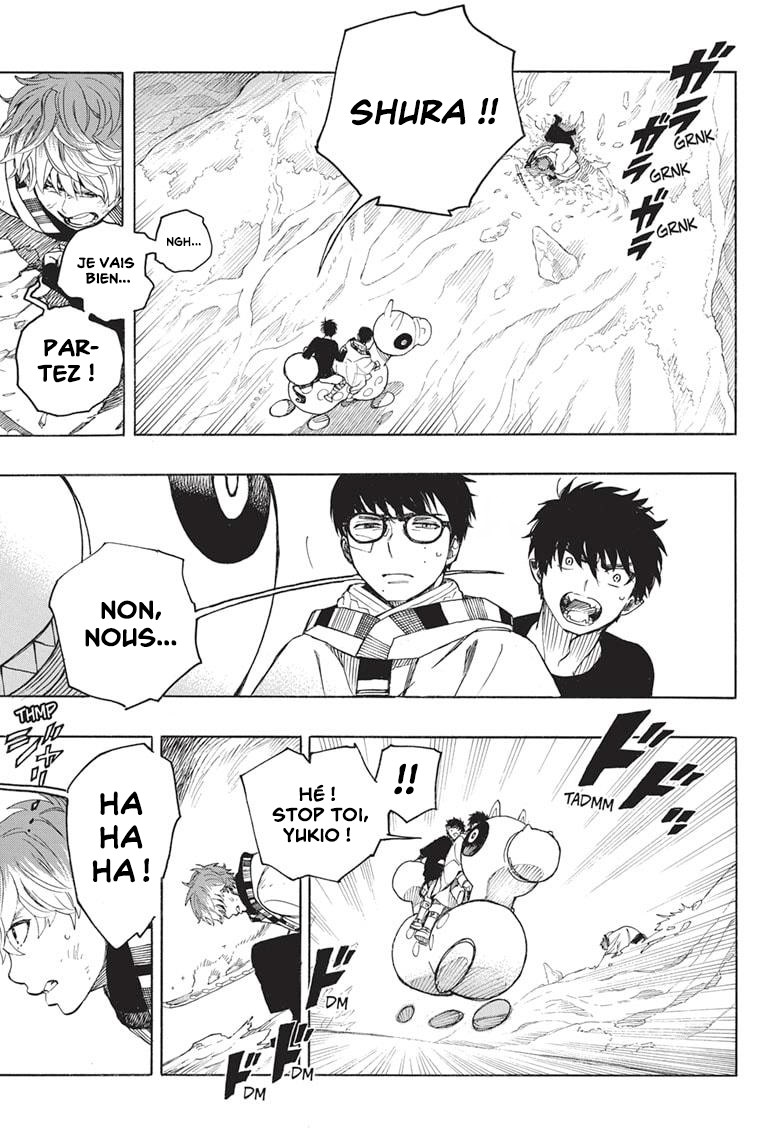 SHURA !!
ガラ
GRNK
ガラ
GRNK
ガラ
GRNK
NGH...
JE VAIS
BIEN...
PAR-
TEZ !
NON,
NOUS...
ドドド
TADMM
!!
HÉ !
STOP TOI,
YUKIO !
ド
DM
ド
DM
ド
DM
HA
HA
HA !
THMP